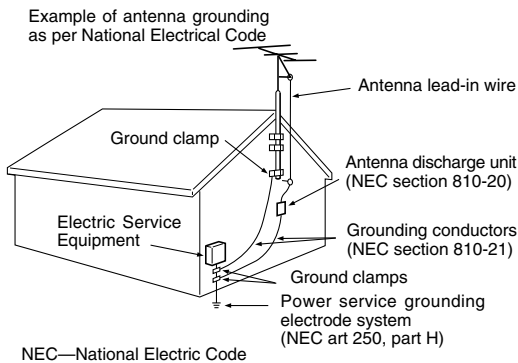 Example of antenna grounding
as per National Electrical Code
Antenna lead-in wire
Ground clamp
Antenna discharge unit
(NEC section 810-20)
Electric Service
Equipment
Grounding conductors
(NEC section 810-21)
Ground clamps
Power service grounding
electrode system
(NEC art 250, part H)
NEC—National Electric Code